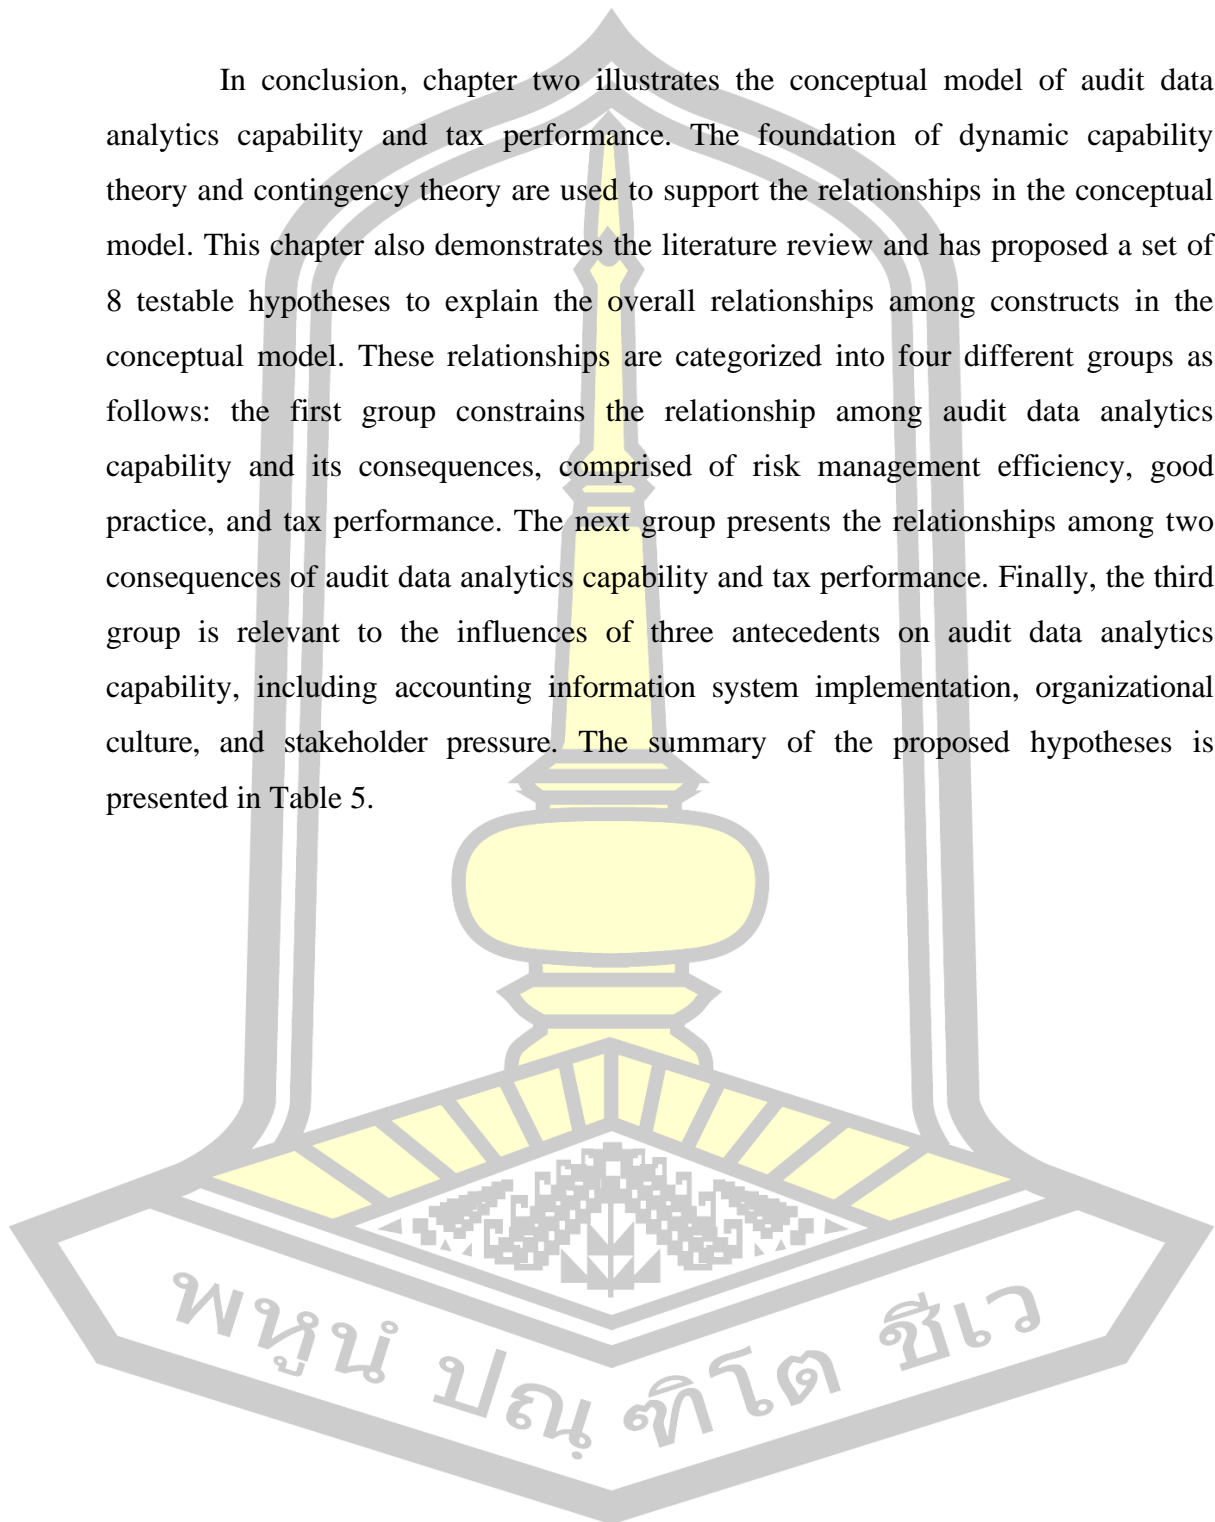 In conclusion, chapter two illustrates the conceptual model of audit data
analytics capability and tax performance. The foundation of dynamic capability
theory and contingency theory are used to support the relationships in the conceptual
model. This chapter also demonstrates the literature review and has proposed a set of
8 testable hypotheses to explain the overall relationships among constructs in the
conceptual model. These relationships are categorized into four different groups as
follows: the first group constrains the relationship among audit data analytics
capability and its consequences, comprised of risk management efficiency, good
practice, and tax performance. The next group presents the relationships among two
consequences of audit data analytics capability and tax performance. Finally, the third
group is relevant to the influences of three antecedents on audit data analytics
capability, including accounting information system implementation, organizational
culture, and stakeholder pressure. The summary of the proposed hypotheses is
presented in Table 5.
พหูนํ ปณฺ ฑิโต ชีเว